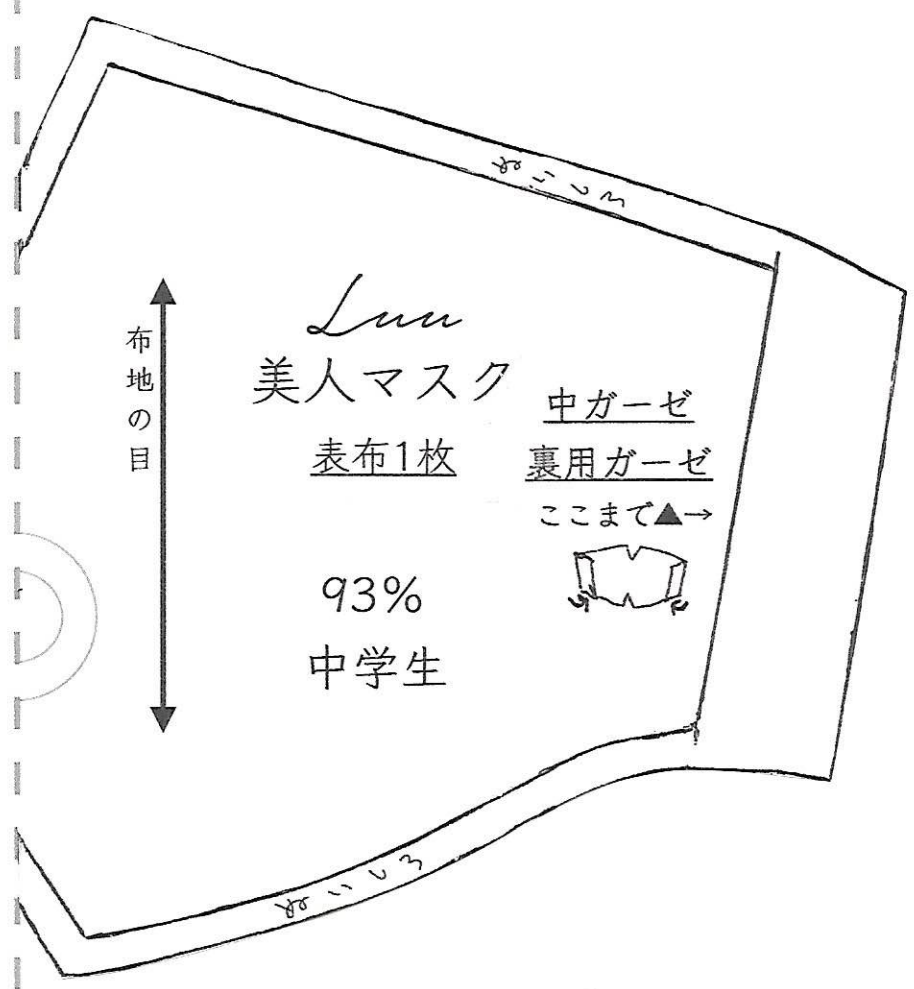 ぬいしろ
Luu
美人マスク
表布1枚
布地の目
中ガーゼ
裏用ガーゼ
ここまで▲→
93%
中学生
ぬいしろ